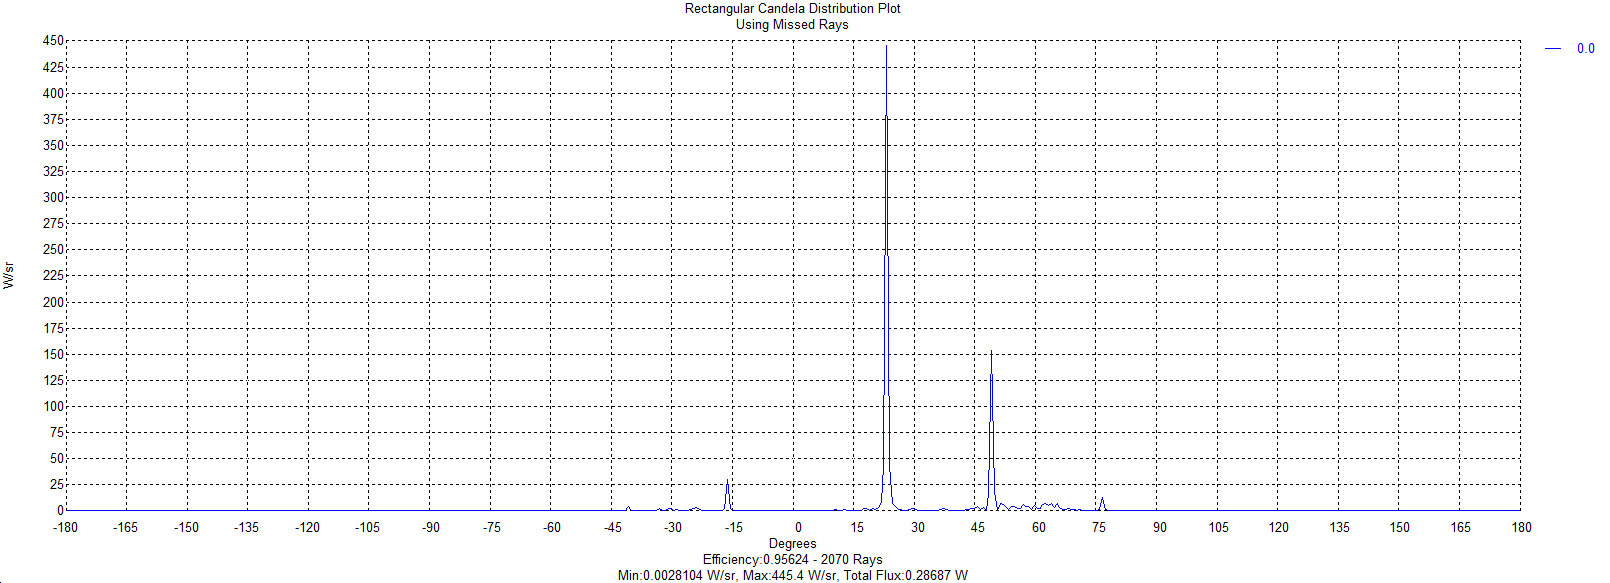 Rectangular Candela Distribution Plot
Using Missed Rays
0.0
450
425
400
375
350
325
300
275
250
225
200
175
150
125
100
75
50
25
0
W/sr
-180 -165 -150 -135 -120 -105 -90 -75 -60 -45 -30 -15 0 15 30 45 60 75 90 105 120 135 150 165 180
Degrees
Efficiency:0.95624 - 2070 Rays
Min:0.0028104 W/sr, Max:445.4 W/sr, Total Flux:0.28687 W